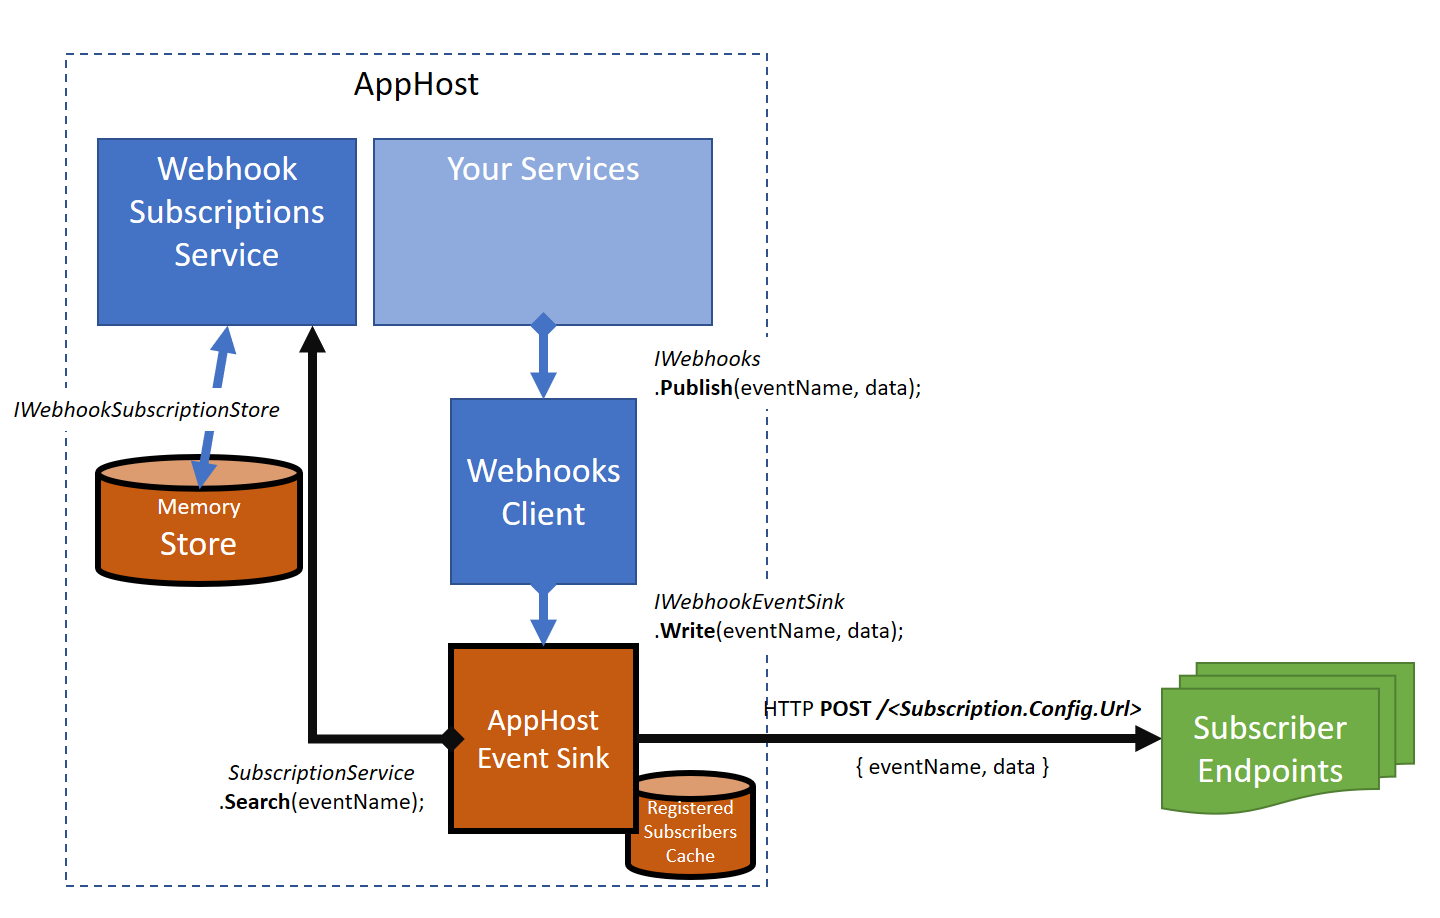 AppHost
Webhook
Subscriptions
Service
Your Services
IWebhooks
.Publish(eventName, data);
IWebhookSubscriptionStore
Memory
Store
Webhooks
Client
IWebhookEventSink
.Write(eventName, data);
AppHost
Event Sink
SubscriptionService
.Search(eventName);
HTTP POST /<Subscription.Config.Url>
{ eventName, data }
Subscriber
Endpoints
Registered
Subscribers
Cache